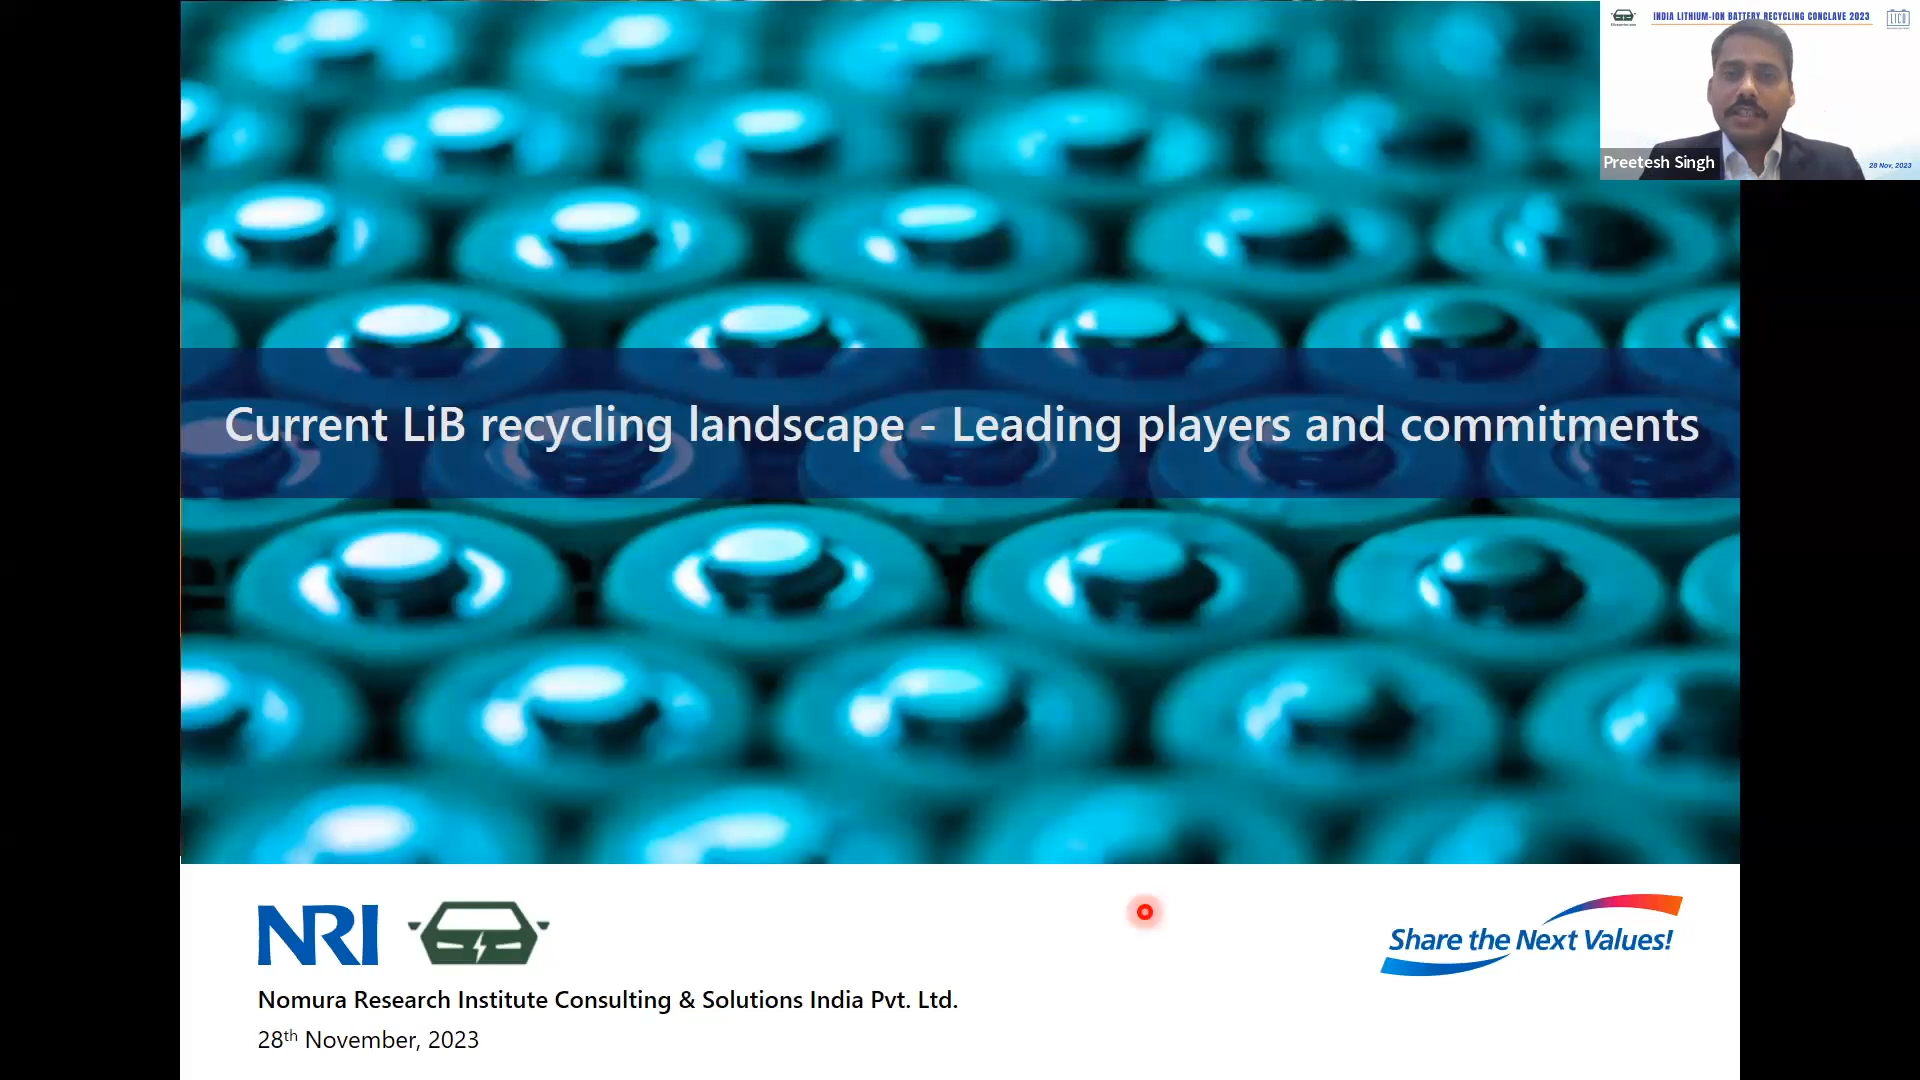 INDIA LITHIUM-ION BATTERY RECYCLING CONCLAVE 2023
LICO
Preetesh Singh
28 Nov, 2023
Current LiB recycling landscape - Leading players and commitments
NRI
Share the Next Values!
Nomura Research Institute Consulting & Solutions India Pvt. Ltd.
28th November, 2023